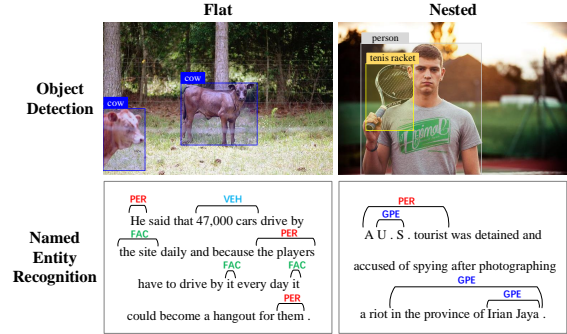 Flat
Nested
Object
Detection
cow
cow
person
tenis racket
Animal
Named
Entity
Recognition
PER
VEH
He said that 47,000 cars drive by
FAC
PER
the site daily and because the players
FAC
FAC
have to drive by it every day it
PER
could become a hangout for them .
PER
GPE
A U . S . tourist was detained and
accused of spying after photographing
GPE
GPE
a riot in the province of Irian Jaya .